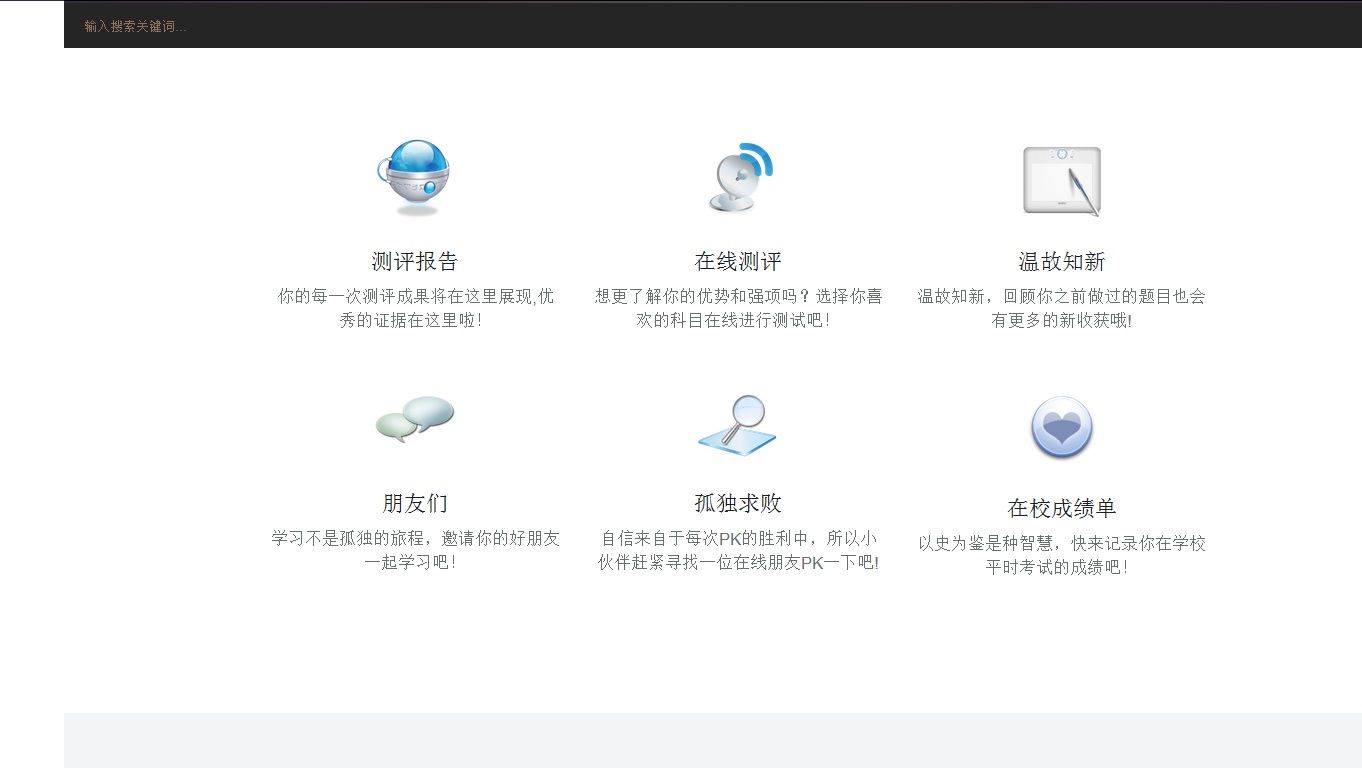 输入搜索关键词...
测评报告
你的每一次测评成果将在这里展现,优
秀的证据在这里啦!
在线测评
想更了解你的优势和强项吗？选择你喜
欢的科目在线进行测试吧!
温故知新
温故知新，回顾你之前做过的题目也会
有更多的新收获哦!
朋友们
学习不是孤独的旅程，邀请你的好朋友
一起学习吧!
孤独求败
自信来自于每次PK的胜利中，所以小
伙伴赶紧寻找一位在线朋友PK一下吧!
在校成绩单
以史为鉴是种智慧，快来记录你在学校
平时考试的成绩吧!